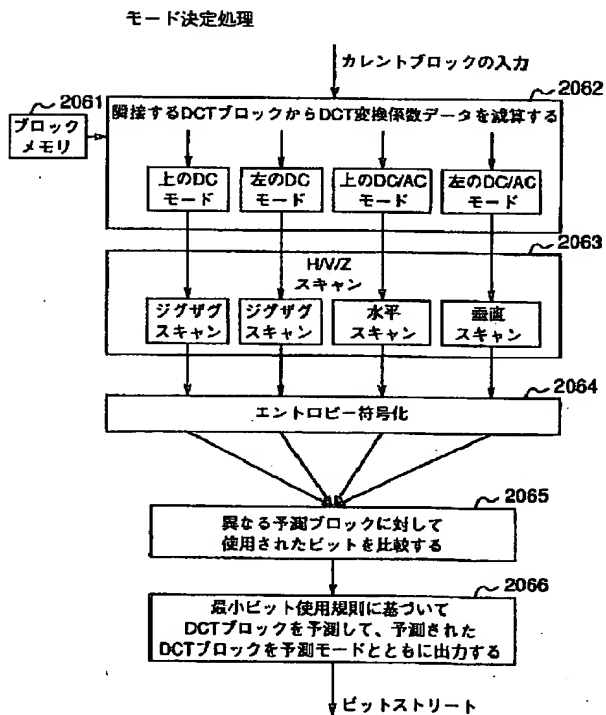 モード決定処理
カレントブロックの入力
2061
2062
ブロック
メモリ
隣接するDCTブロックからDCT変換係数データを減算する
上のDC
モード
左のDC
モード
上のDC/AC
モード
左のDC/AC
モード
2063
H/V/Z
スキャン
ジグザグ
スキャン
ジグザグ
スキャン
水平
スキャン
垂直
スキャン
2064
エントロピー符号化
2065
異なる予測ブロックに対して
使用されたビットを比較する
2066
最小ビット使用規則に基づいて
DCTブロックを予測して、予測された
DCTブロックを予測モードとともに出力する
ビットストリート